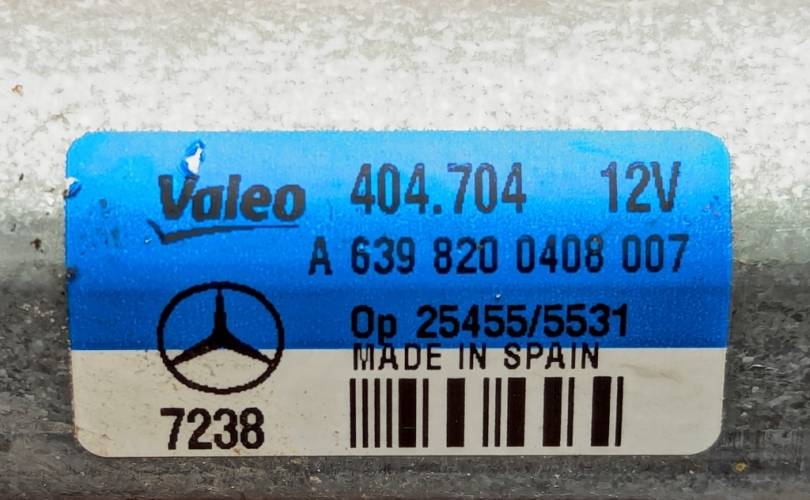 Valeo 404.704 12V
A 639 820 0408 007
Op 25455/5531
MADE IN SPAIN
7238